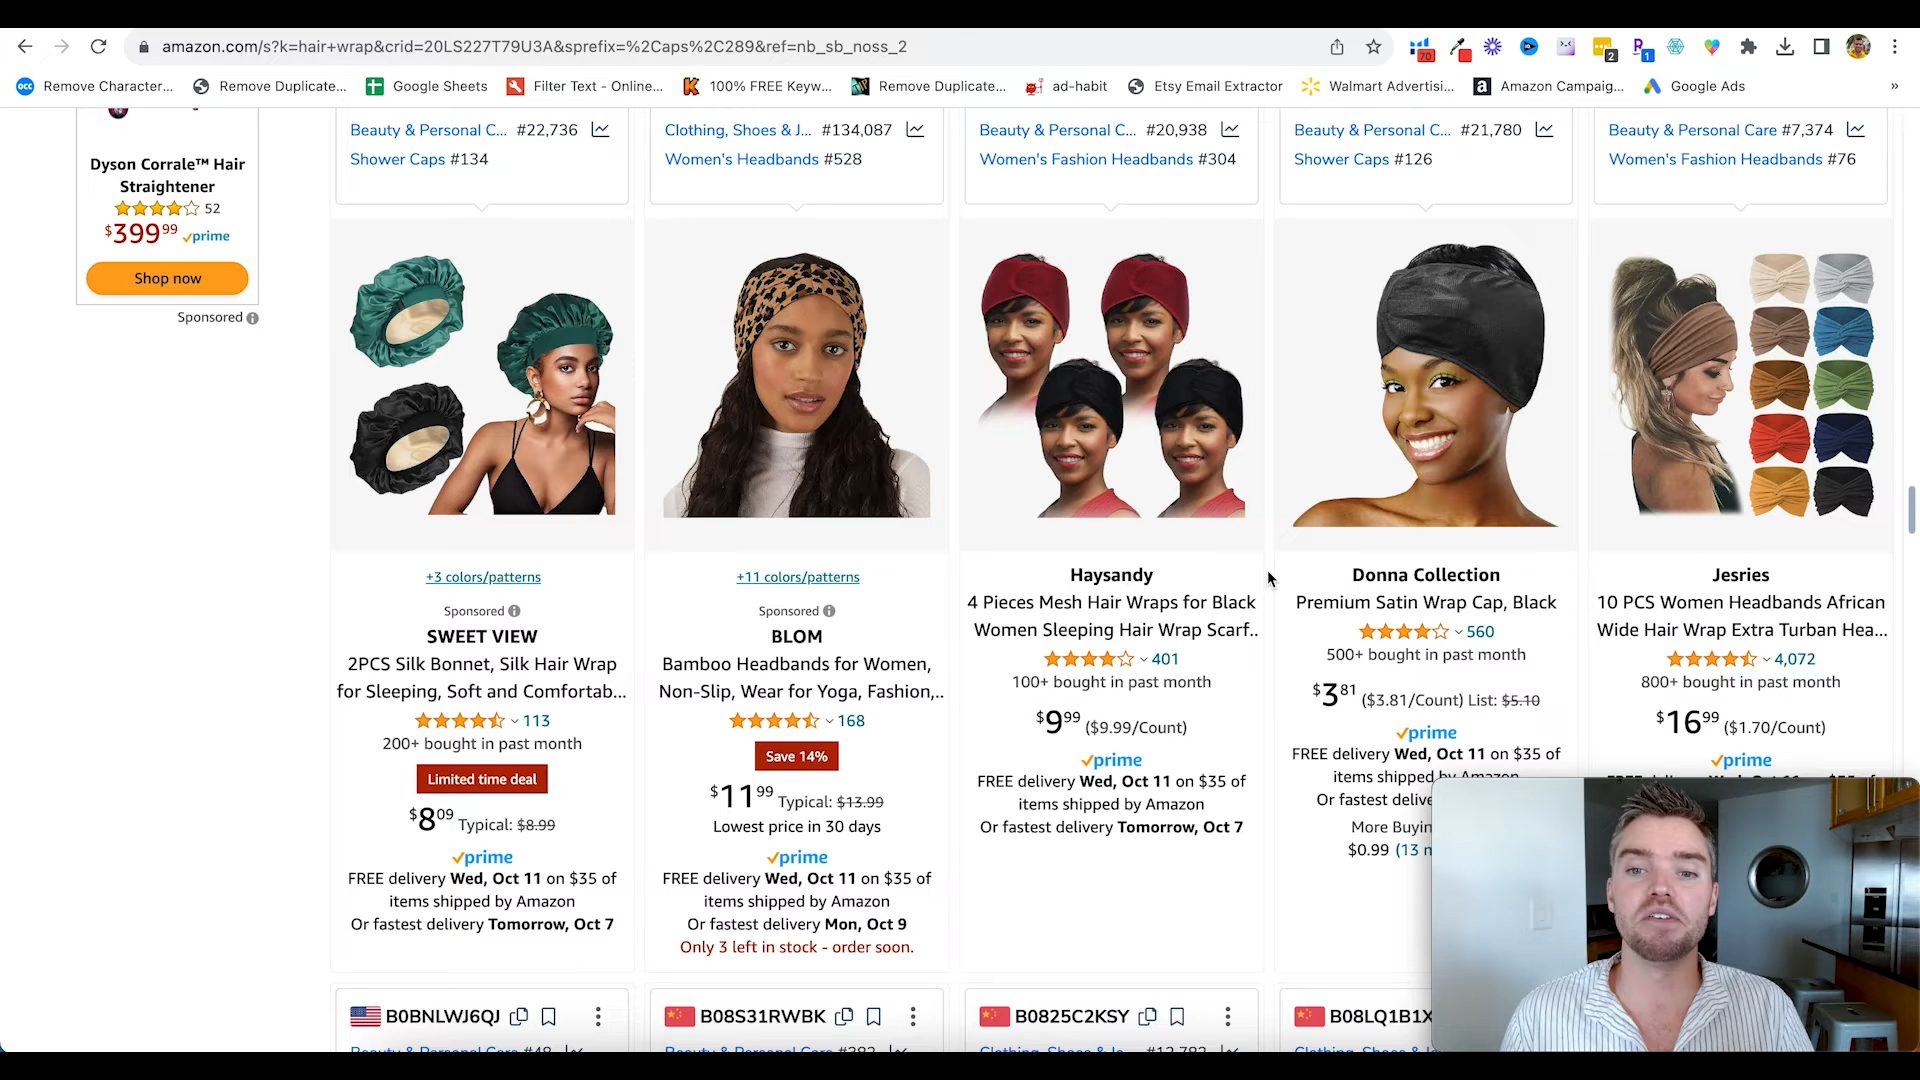 amazon.com/s?k=hair+wrap&crid=20LS227T79U3A&sprefix=%2Caps%2C289&ref=nb_sb_noss_2
70
2
1
Remove Character...
Remove Duplicate...
Google Sheets
Filter Text - Online...
100% FREE Keyw...
Remove Duplicate...
ad-habit
Etsy Email Extractor
Walmart Advertisi...
Amazon Campaig...
Google Ads
»
Dyson Corrale™ Hair
Straightener
52
$399 99 prime
Shop now
Sponsored
Beauty & Personal C... #22,736
Shower Caps #134
Clothing, Shoes & J... #134,087
Women's Headbands #528
Beauty & Personal C... #20,938
Women's Fashion Headbands #304
Beauty & Personal C... #21,780
Shower Caps #126
Beauty & Personal Care #7,374
Women's Fashion Headbands #76
+3 colors/patterns
Sponsored
SWEET VIEW
2PCS Silk Bonnet, Silk Hair Wrap
for Sleeping, Soft and Comfortab...
113
200+ bought in past month
Limited time deal
$8 09 Typical: $8.99
prime
FREE delivery Wed, Oct 11 on $35 of
items shipped by Amazon
Or fastest delivery Tomorrow, Oct 7
+11 colors/patterns
Sponsored
BLOM
Bamboo Headbands for Women,
Non-Slip, Wear for Yoga, Fashion,..
168
Save 14%
$11 99 Typical: $13.99
Lowest price in 30 days
prime
FREE delivery Wed, Oct 11 on $35 of
items shipped by Amazon
Or fastest delivery Mon, Oct 9
Only 3 left in stock - order soon.
Haysandy
4 Pieces Mesh Hair Wraps for Black
Women Sleeping Hair Wrap Scarf..
401
100+ bought in past month
$9 99 ($9.99/Count)
prime
FREE delivery Wed, Oct 11 on $35 of
items shipped by Amazon
Or fastest delivery Tomorrow, Oct 7
Donna Collection
Premium Satin Wrap Cap, Black
560
500+ bought in past month
$3 81 ($3.81/Count) List: $5.10
prime
FREE delivery Wed, Oct 11 on $35 of
items shipped by Amazon
Or fastest delive
More Buyin
$0.99 (13 n
Jesries
10 PCS Women Headbands African
Wide Hair Wrap Extra Turban Hea...
4,072
800+ bought in past month
$16 99 ($1.70/Count)
prime
B0BNLWJ6QJ
B08S31RWBK
B0825C2KSY
B08LQ1B1X
Beauty & Personal Care #48
Beauty & Personal Care #382
Clothing, Shoes & Je... #12,782